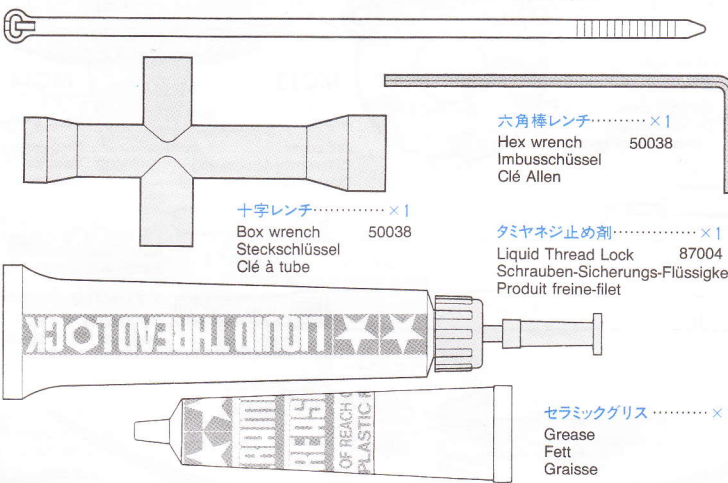 六角棒レンチ………×1
Hex wrench 50038
Imbusschüssel
Clé Allen
十字レンチ…………×1
Box wrench 50038
Steckschlüssel
Clé à tube
タミヤネジ止め剤…………×1
Liquid Thread Lock 87004
Schrauben-Sicherungs-Flüssigke
Produit freine-filet
LIQUID THREAD LOCK
セラミックグリス………×
Grease
Fett
Graisse
OF REACH
PLASTIC